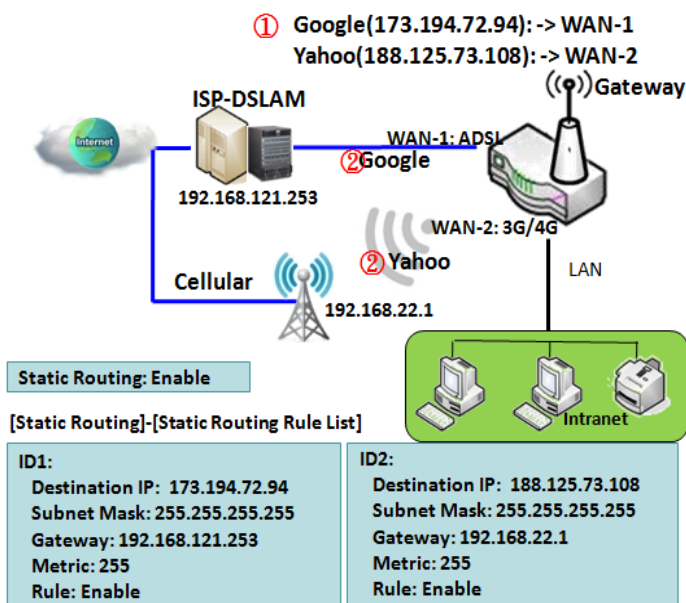 ① Google(173.194.72.94): -> WAN-1
Yahoo(188.125.73.108): -> WAN-2
Gateway
ISP-DSLAM
Internet
WAN-1: ADSL
②Google
192.168.121.253
WAN-2: 3G/4G
② Yahoo
LAN
Cellular
192.168.22.1
Intranet
Static Routing: Enable
[Static Routing]-[Static Routing Rule List]
ID1:
Destination IP: 173.194.72.94
Subnet Mask: 255.255.255.255
Gateway: 192.168.121.253
Metric: 255
Rule: Enable
ID2:
Destination IP: 188.125.73.108
Subnet Mask: 255.255.255.255
Gateway: 192.168.22.1
Metric: 255
Rule: Enable